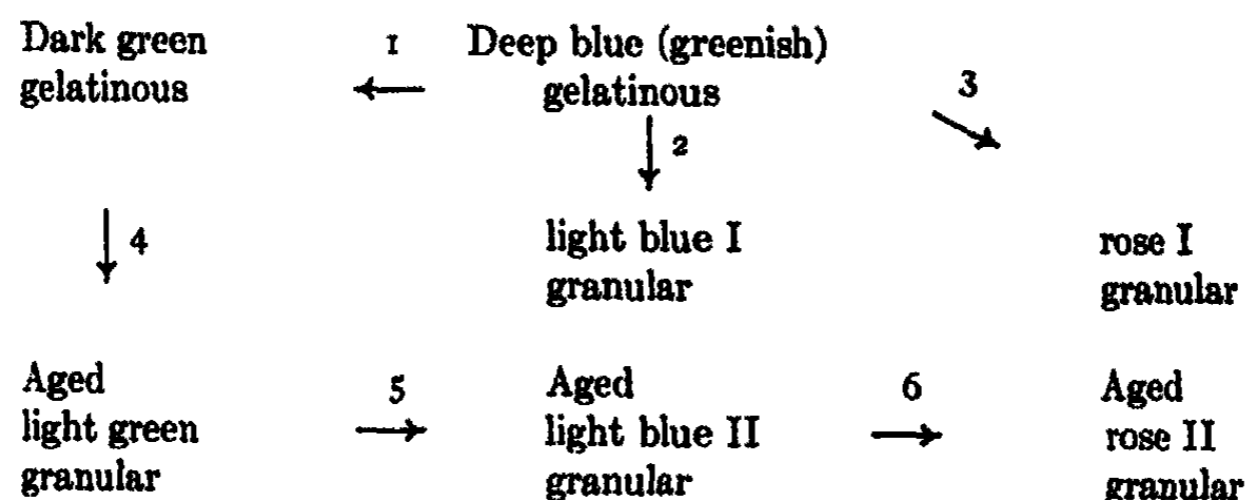 Dark green
gelatinous
1
Deep blue (greenish)
gelatinous
3
2
4
light blue I
granular
rose I
granular
Aged
light green
granular
5
Aged
light blue II
granular
6
Aged
rose II
granular